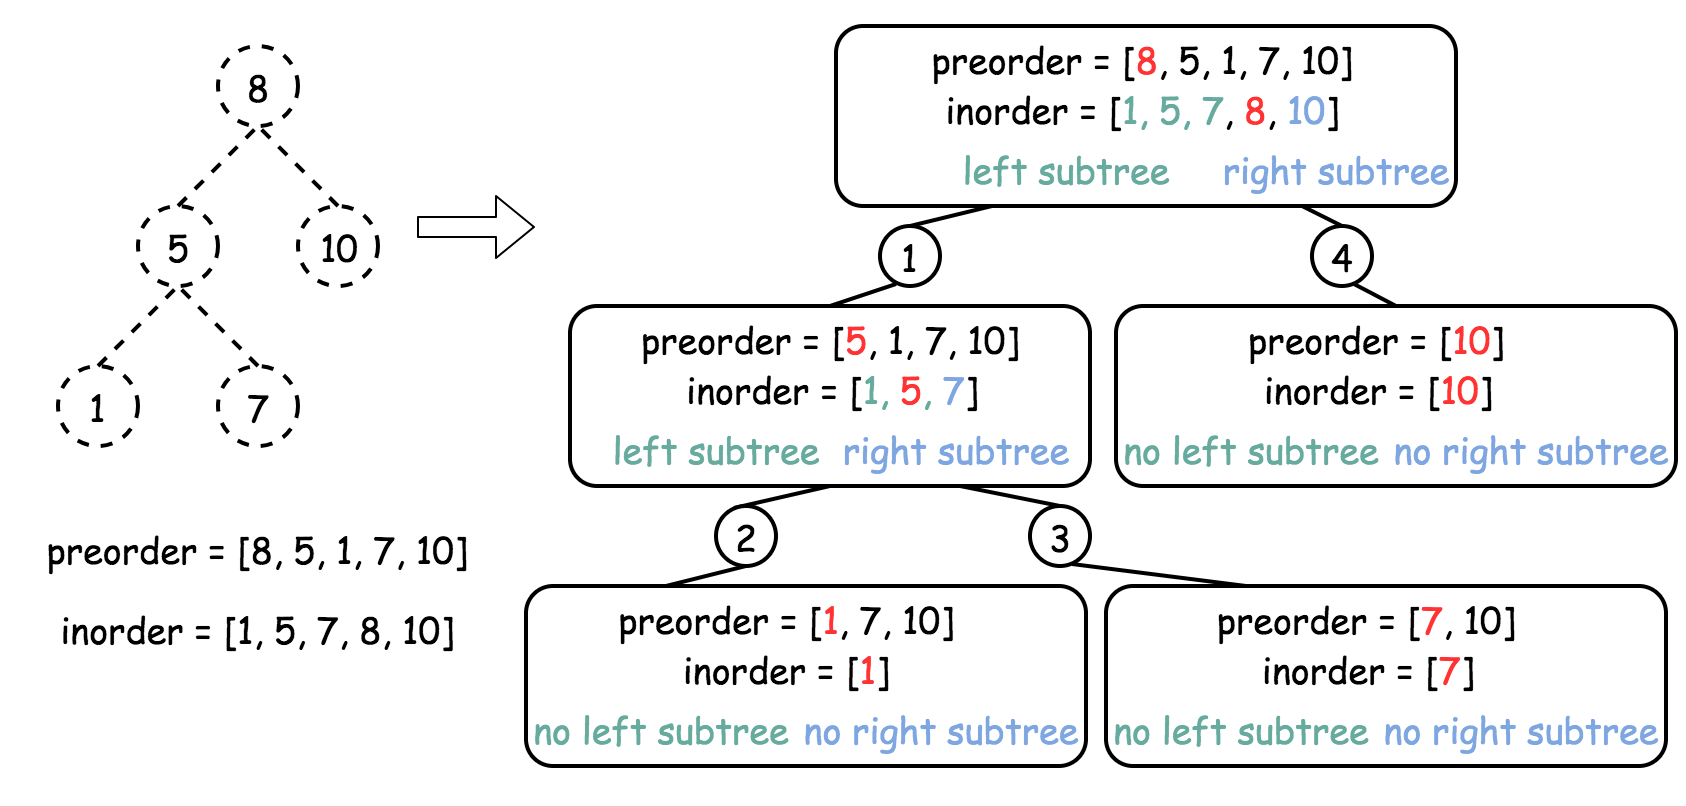 8
5
10
1
7
preorder = [8, 5, 1, 7, 10]
inorder = [1, 5, 7, 8, 10]
preorder = [8, 5, 1, 7, 10]
inorder = [1, 5, 7, 8, 10]
left subtree right subtree
1
4
preorder = [5, 1, 7, 10]
inorder = [1, 5, 7]
left subtree right subtree
preorder = [10]
inorder = [10]
no left subtree no right subtree
2
3
preorder = [1, 7, 10]
inorder = [1]
no left subtree no right subtree
preorder = [7, 10]
inorder = [7]
no left subtree no right subtree